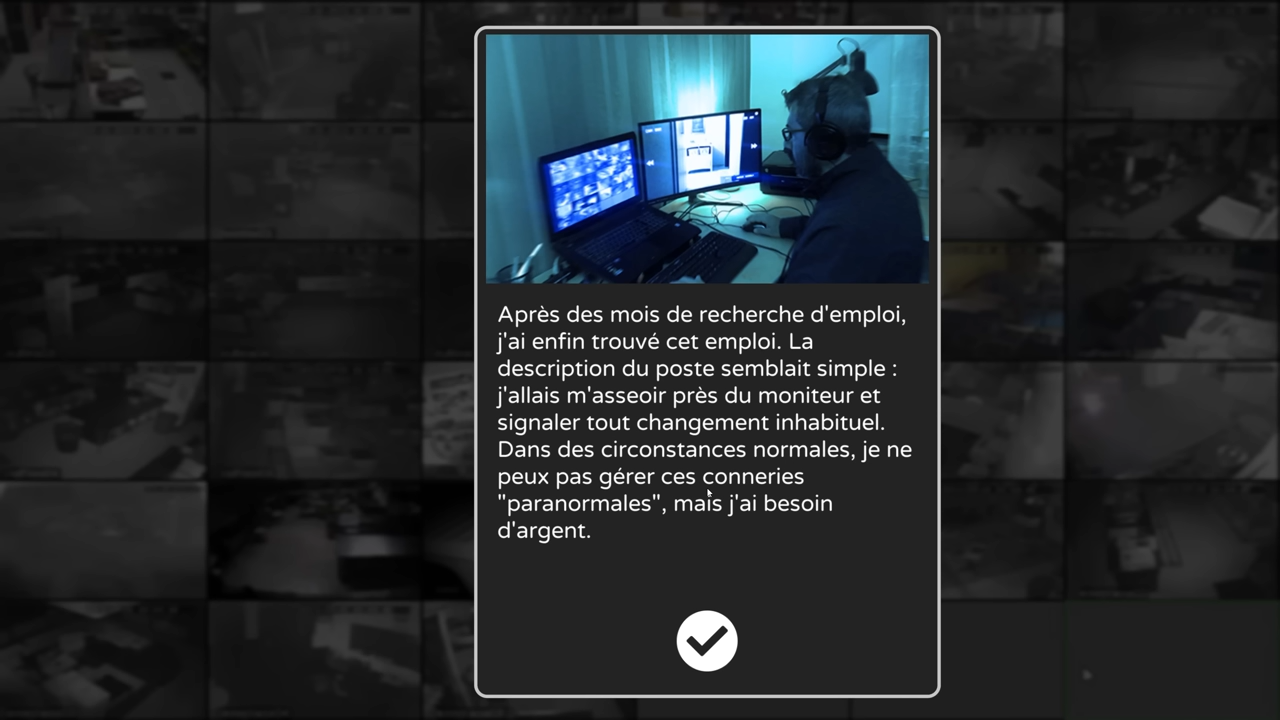 Après des mois de recherche d'emploi,
j'ai enfin trouvé cet emploi. La
description du poste semblait simple :
j'allais m'asseoir près du moniteur et
signaler tout changement inhabituel.
Dans des circonstances normales, je ne
peux pas gérer ces conneries
"paranormales", mais j'ai besoin
d'argent.